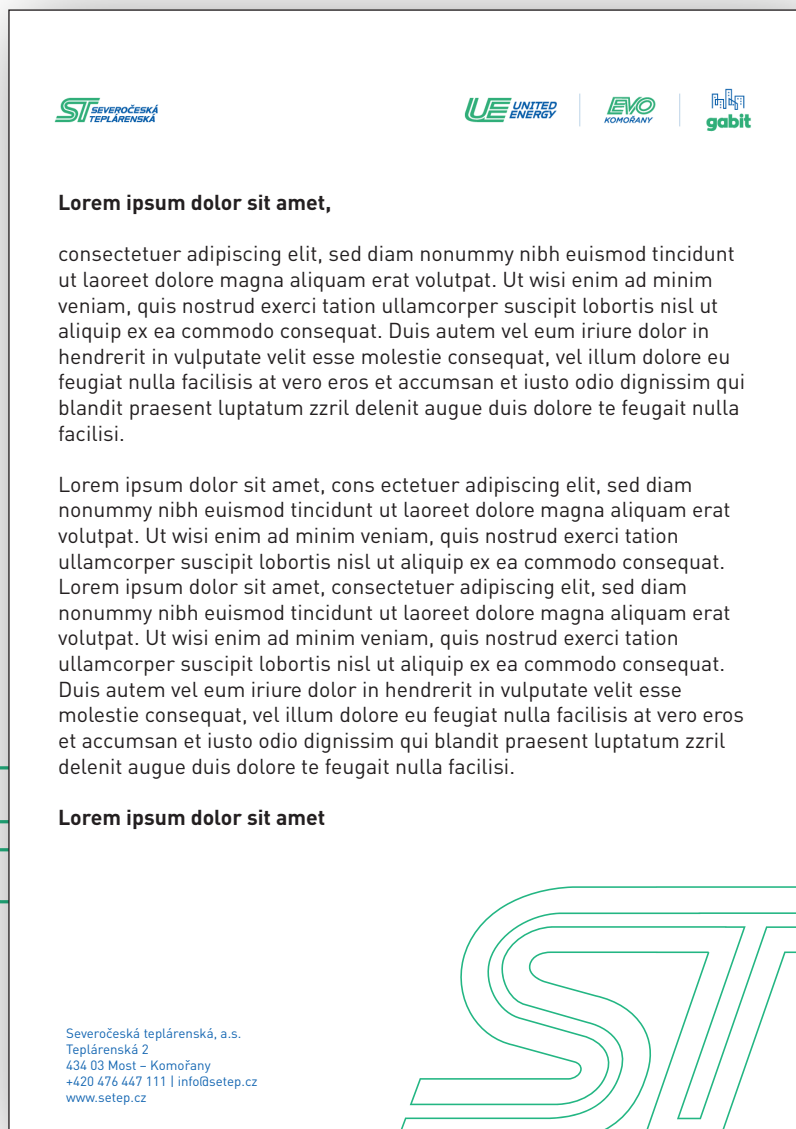 ST SEVEROČESKÁ
TEPLÁRENSKÁ
UE UNITED
ENERGY
EVO
KOMOŘANY
gabit
Lorem ipsum dolor sit amet,
consectetuer adipiscing elit, sed diam nonummy nibh euismod tincidunt
ut laoreet dolore magna aliquam erat volutpat. Ut wisi enim ad minim
veniam, quis nostrud exerci tation ullamcorper suscipit lobortis nisl ut
aliquip ex ea commodo consequat. Duis autem vel eum iriure dolor in
hendrerit in vulputate velit esse molestie consequat, vel illum dolore eu
feugiat nulla facilisis at vero eros et accumsan et iusto odio dignissim qui
blandit praesent luptatum zzril delenit augue duis dolore te feugait nulla
facilisi.
Lorem ipsum dolor sit amet, cons ectetuer adipiscing elit, sed diam
nonummy nibh euismod tincidunt ut laoreet dolore magna aliquam erat
volutpat. Ut wisi enim ad minim veniam, quis nostrud exerci tation
ullamcorper suscipit lobortis nisl ut aliquip ex ea commodo consequat.
Lorem ipsum dolor sit amet, consectetuer adipiscing elit, sed diam
nonummy nibh euismod tincidunt ut laoreet dolore magna aliquam erat
volutpat. Ut wisi enim ad minim veniam, quis nostrud exerci tation
ullamcorper suscipit lobortis nisl ut aliquip ex ea commodo consequat.
Duis autem vel eum iriure dolor in hendrerit in vulputate velit esse
molestie consequat, vel illum dolore eu feugiat nulla facilisis at vero eros
et accumsan et iusto odio dignissim qui blandit praesent luptatum zzril
delenit augue duis dolore te feugait nulla facilisi.
Lorem ipsum dolor sit amet
ST
Severočeská teplárenská, a.s.
Teplárenská 2
434 03 Most – Komořany
+420 476 447 111 | info@setep.cz
www.setep.cz